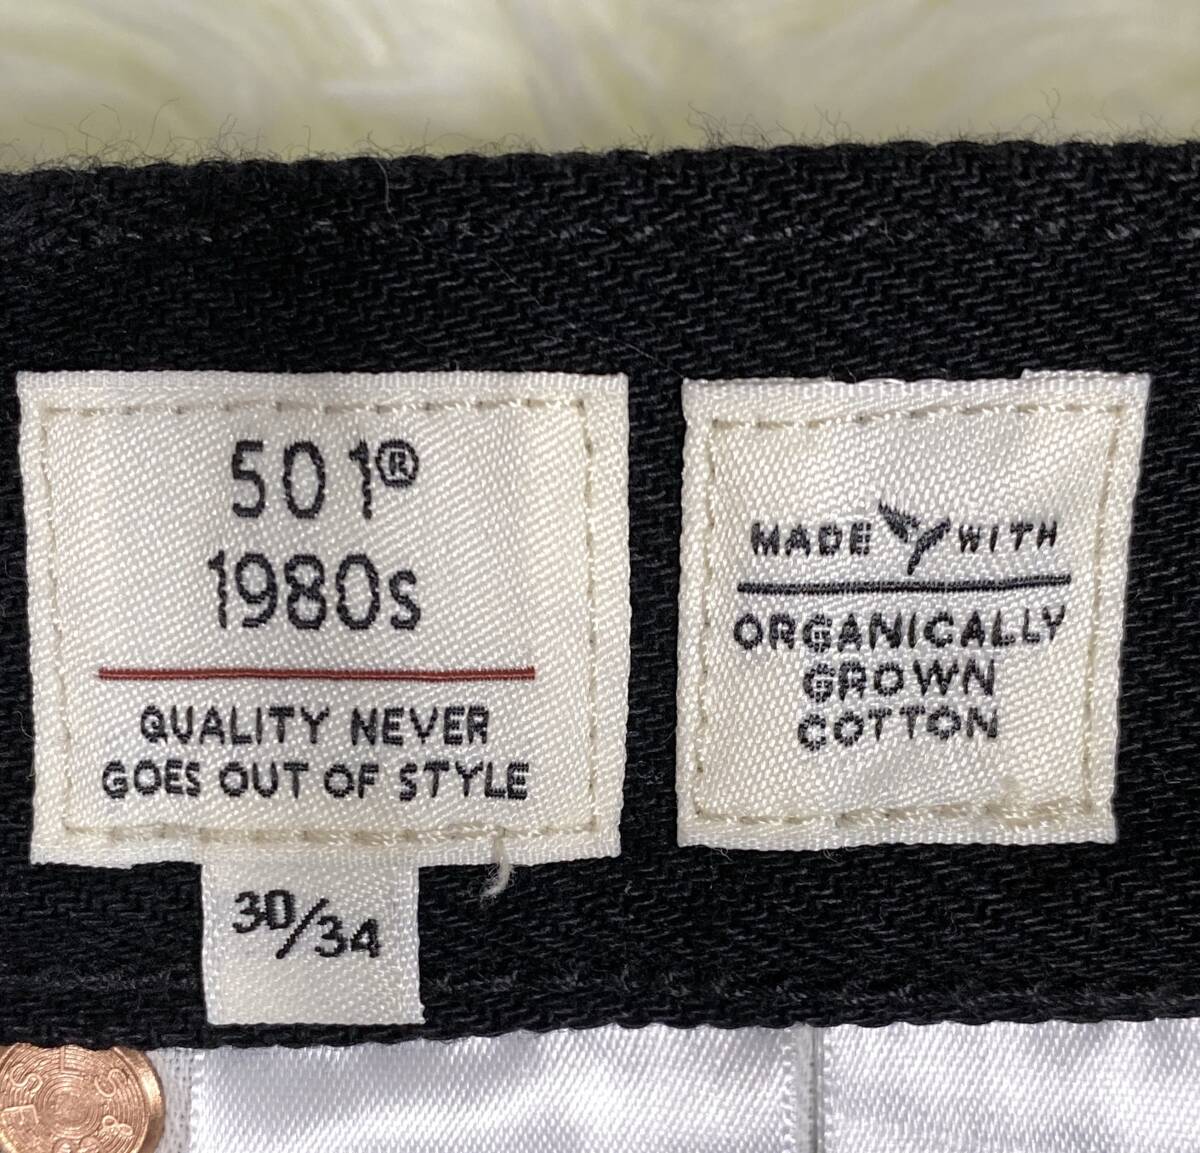 501®
1980s
QUALITY NEVER
GOES OUT OF STYLE
30/34
MADE WITH
ORGANICALLY
GROWN
COTTON